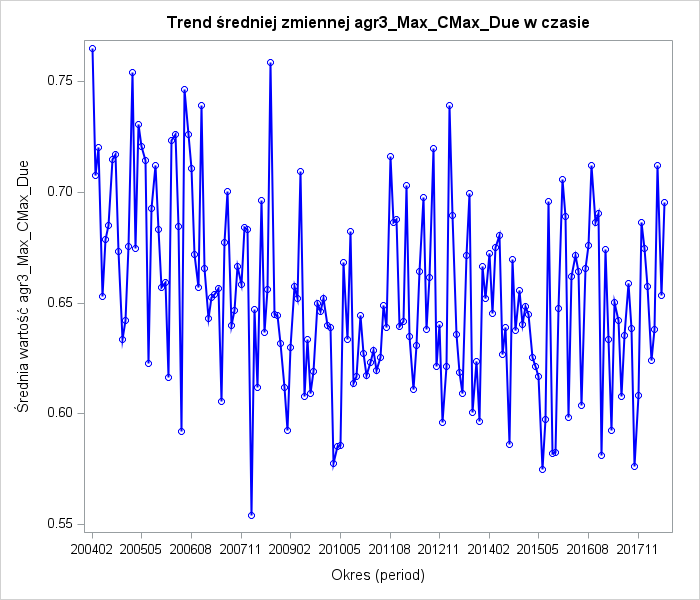 Trend średniej zmiennej agr3_Max_CMax_Due w czasie
Średnia wartość agr3_Max_CMax_Due
0.75
0.70
0.65
0.60
0.55
200402 200505 200608 200711 200902 201005 201108 201211 201402 201505 201608 201711
Okres (period)